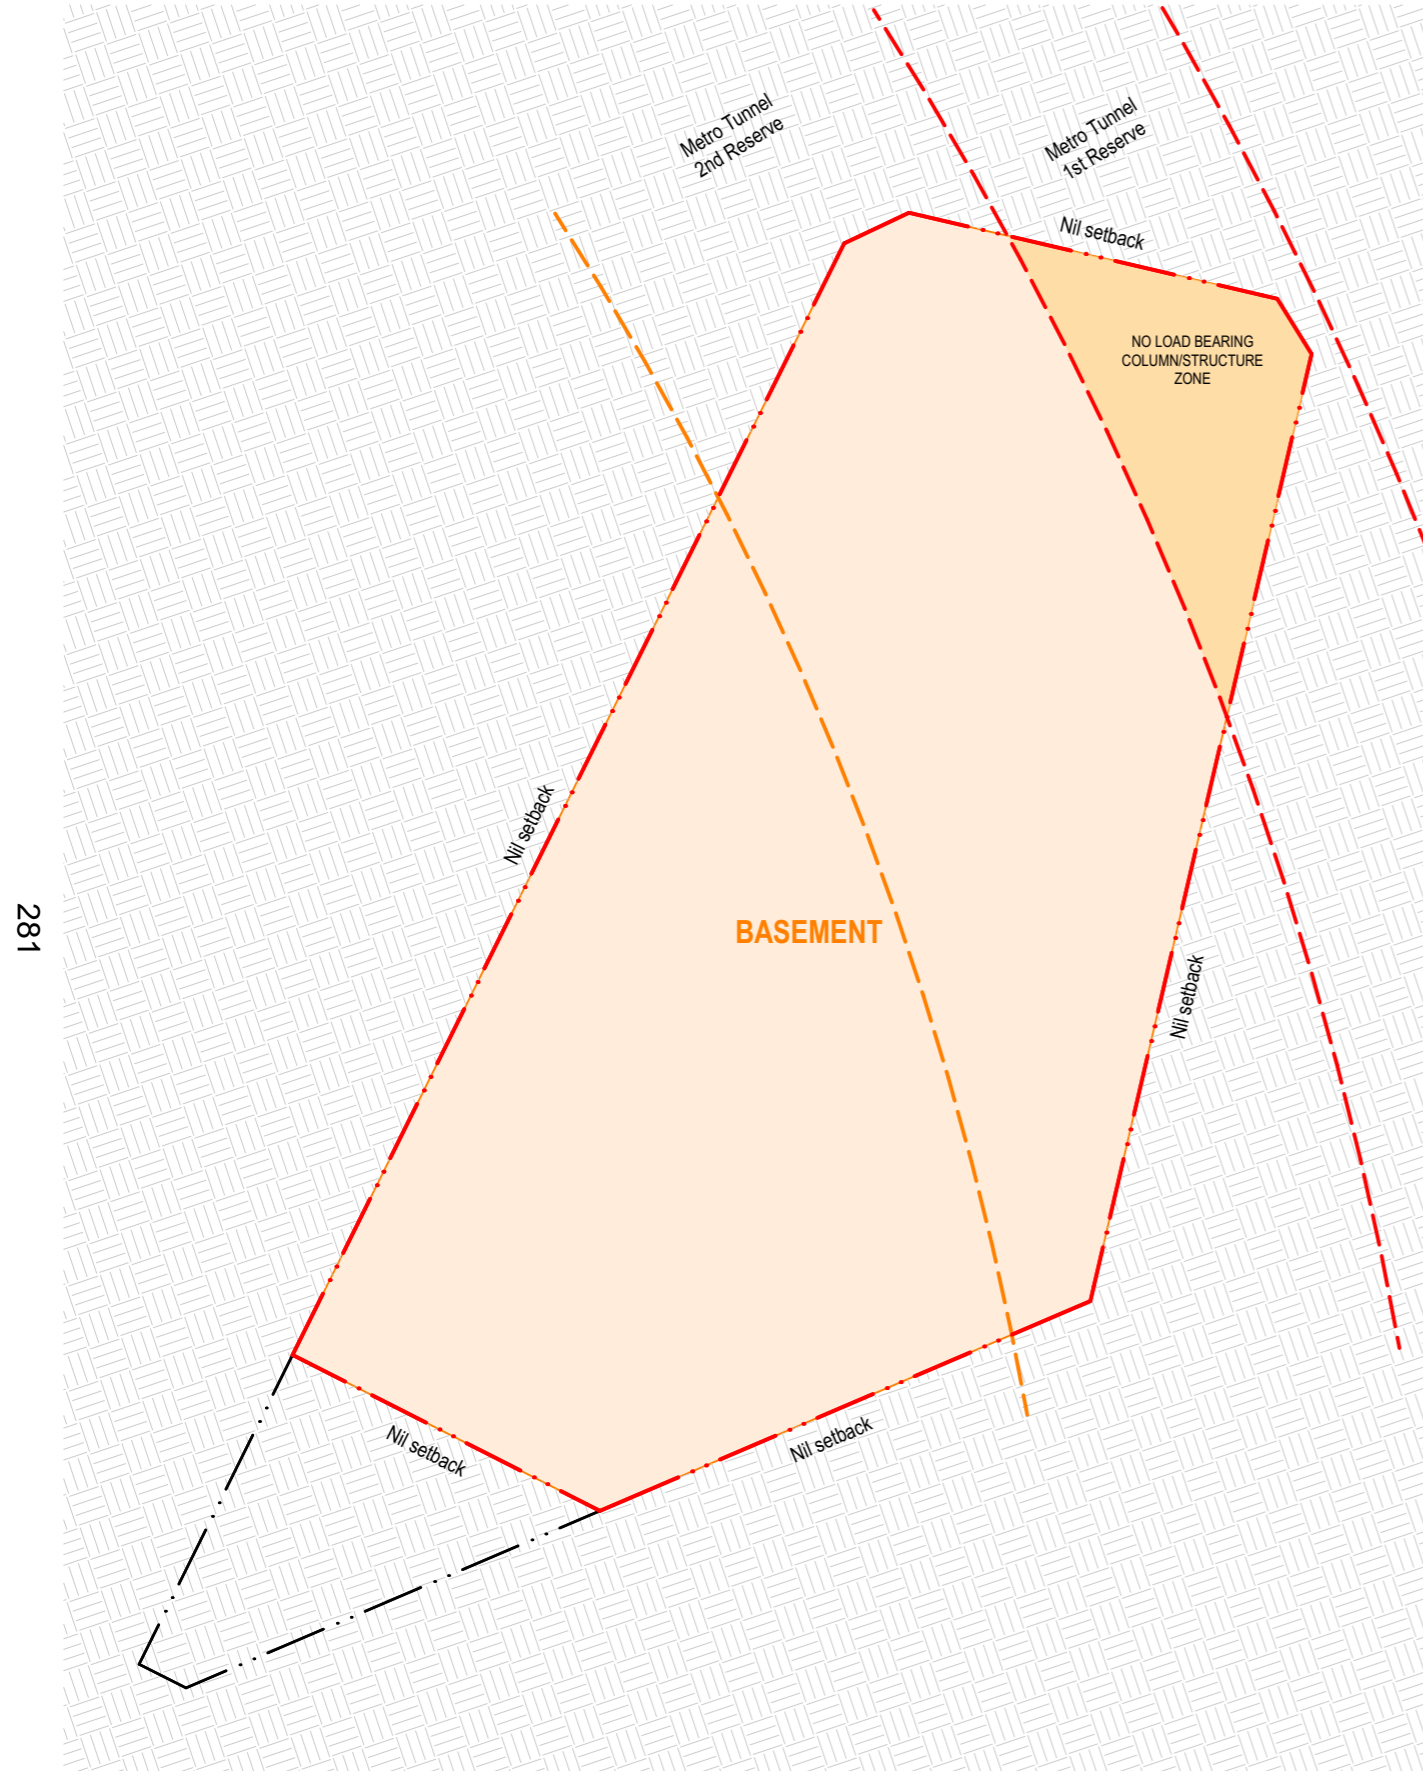 Metro Tunnel
2nd Reserve
Metro Tunnel
1st Reserve
Nil setback
NO LOAD BEARING
COLUMN/STRUCTURE
ZONE
Nil setback
281
BASEMENT
Nil setback
Nil setback
Nil setback